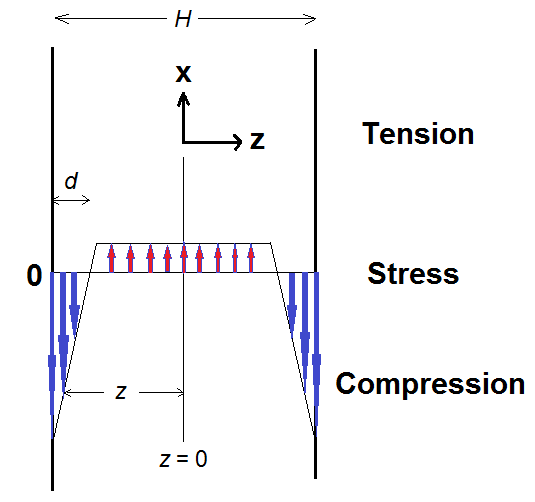 H
x
z
Tension
d
0
Stress
Compression
z
z = 0